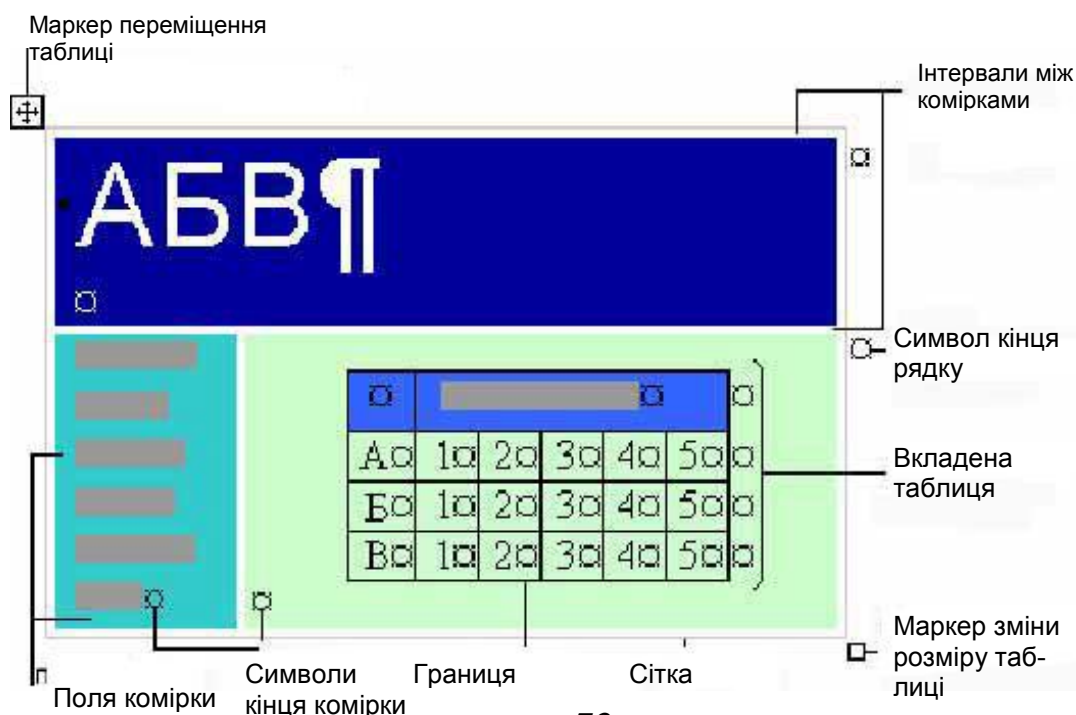 Маркер переміщення
таблиці
Інтервали між
комірками
АБВ¶
¤
¤
Символ кінця
рядку
¤
¤ ¤ ¤
А¤ 1¤ 2¤ 3¤ 4¤ 5¤ ¤
Б¤ 1¤ 2¤ 3¤ 4¤ 5¤ ¤
В¤ 1¤ 2¤ 3¤ 4¤ 5¤ ¤
Вкладена
таблиця
¤ ¤
Маркер зміни
розміру таб-
лиці
Поля комірки
Символи
кінця комірки
Границя
Сітка